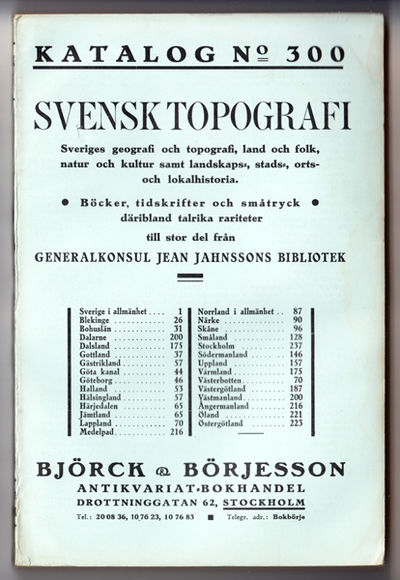 KATALOG Nº 300
SVENSK TOPOGRAFI
Sveriges geografi och topografi, land och folk,
natur och kultur samt landskaps-, stads-, orts-
och lokalhistoria.
● Böcker, tidskrifter och småtryck ●
däribland talrika rariteter
till stor del från
GENERALKONSUL JEAN JAHNSSONS BIBLIOTEK
Sverige i allmänhet .... 1
Blekinge ............ 26
Bohuslän ............ 31
Dalarne ............ 200
Dalsland ............ 175
Gottland ............ 37
Gästrikland ............ 57
Göta kanal ............ 44
Göteborg ............ 46
Halland ............ 53
Hälsingland ............ 57
Härjedalen ............ 65
Jämtland ............ 65
Lappland ............ 70
Medelpad ............ 216
Norrland i allmänhet .. 87
Närke ............ 90
Skåne ............ 96
Småland ............ 128
Stockholm ............ 237
Södermanland ............ 146
Uppland ............ 157
Värmland ............ 175
Västerbotten ............ 70
Västergötland ............ 187
Västmanland ............ 200
Ångermanland ............ 216
Öland ............ 221
Östergötland ............ 223
BJÖRCK & BÖRJESSON
ANTIKVARIAT-BOKHANDEL
DROTTNINGATAN 62, STOCKHOLM
Tel.: 20 08 36, 10 76 23, 10 76 83 ■ Telegr. adr.: Bokbörje